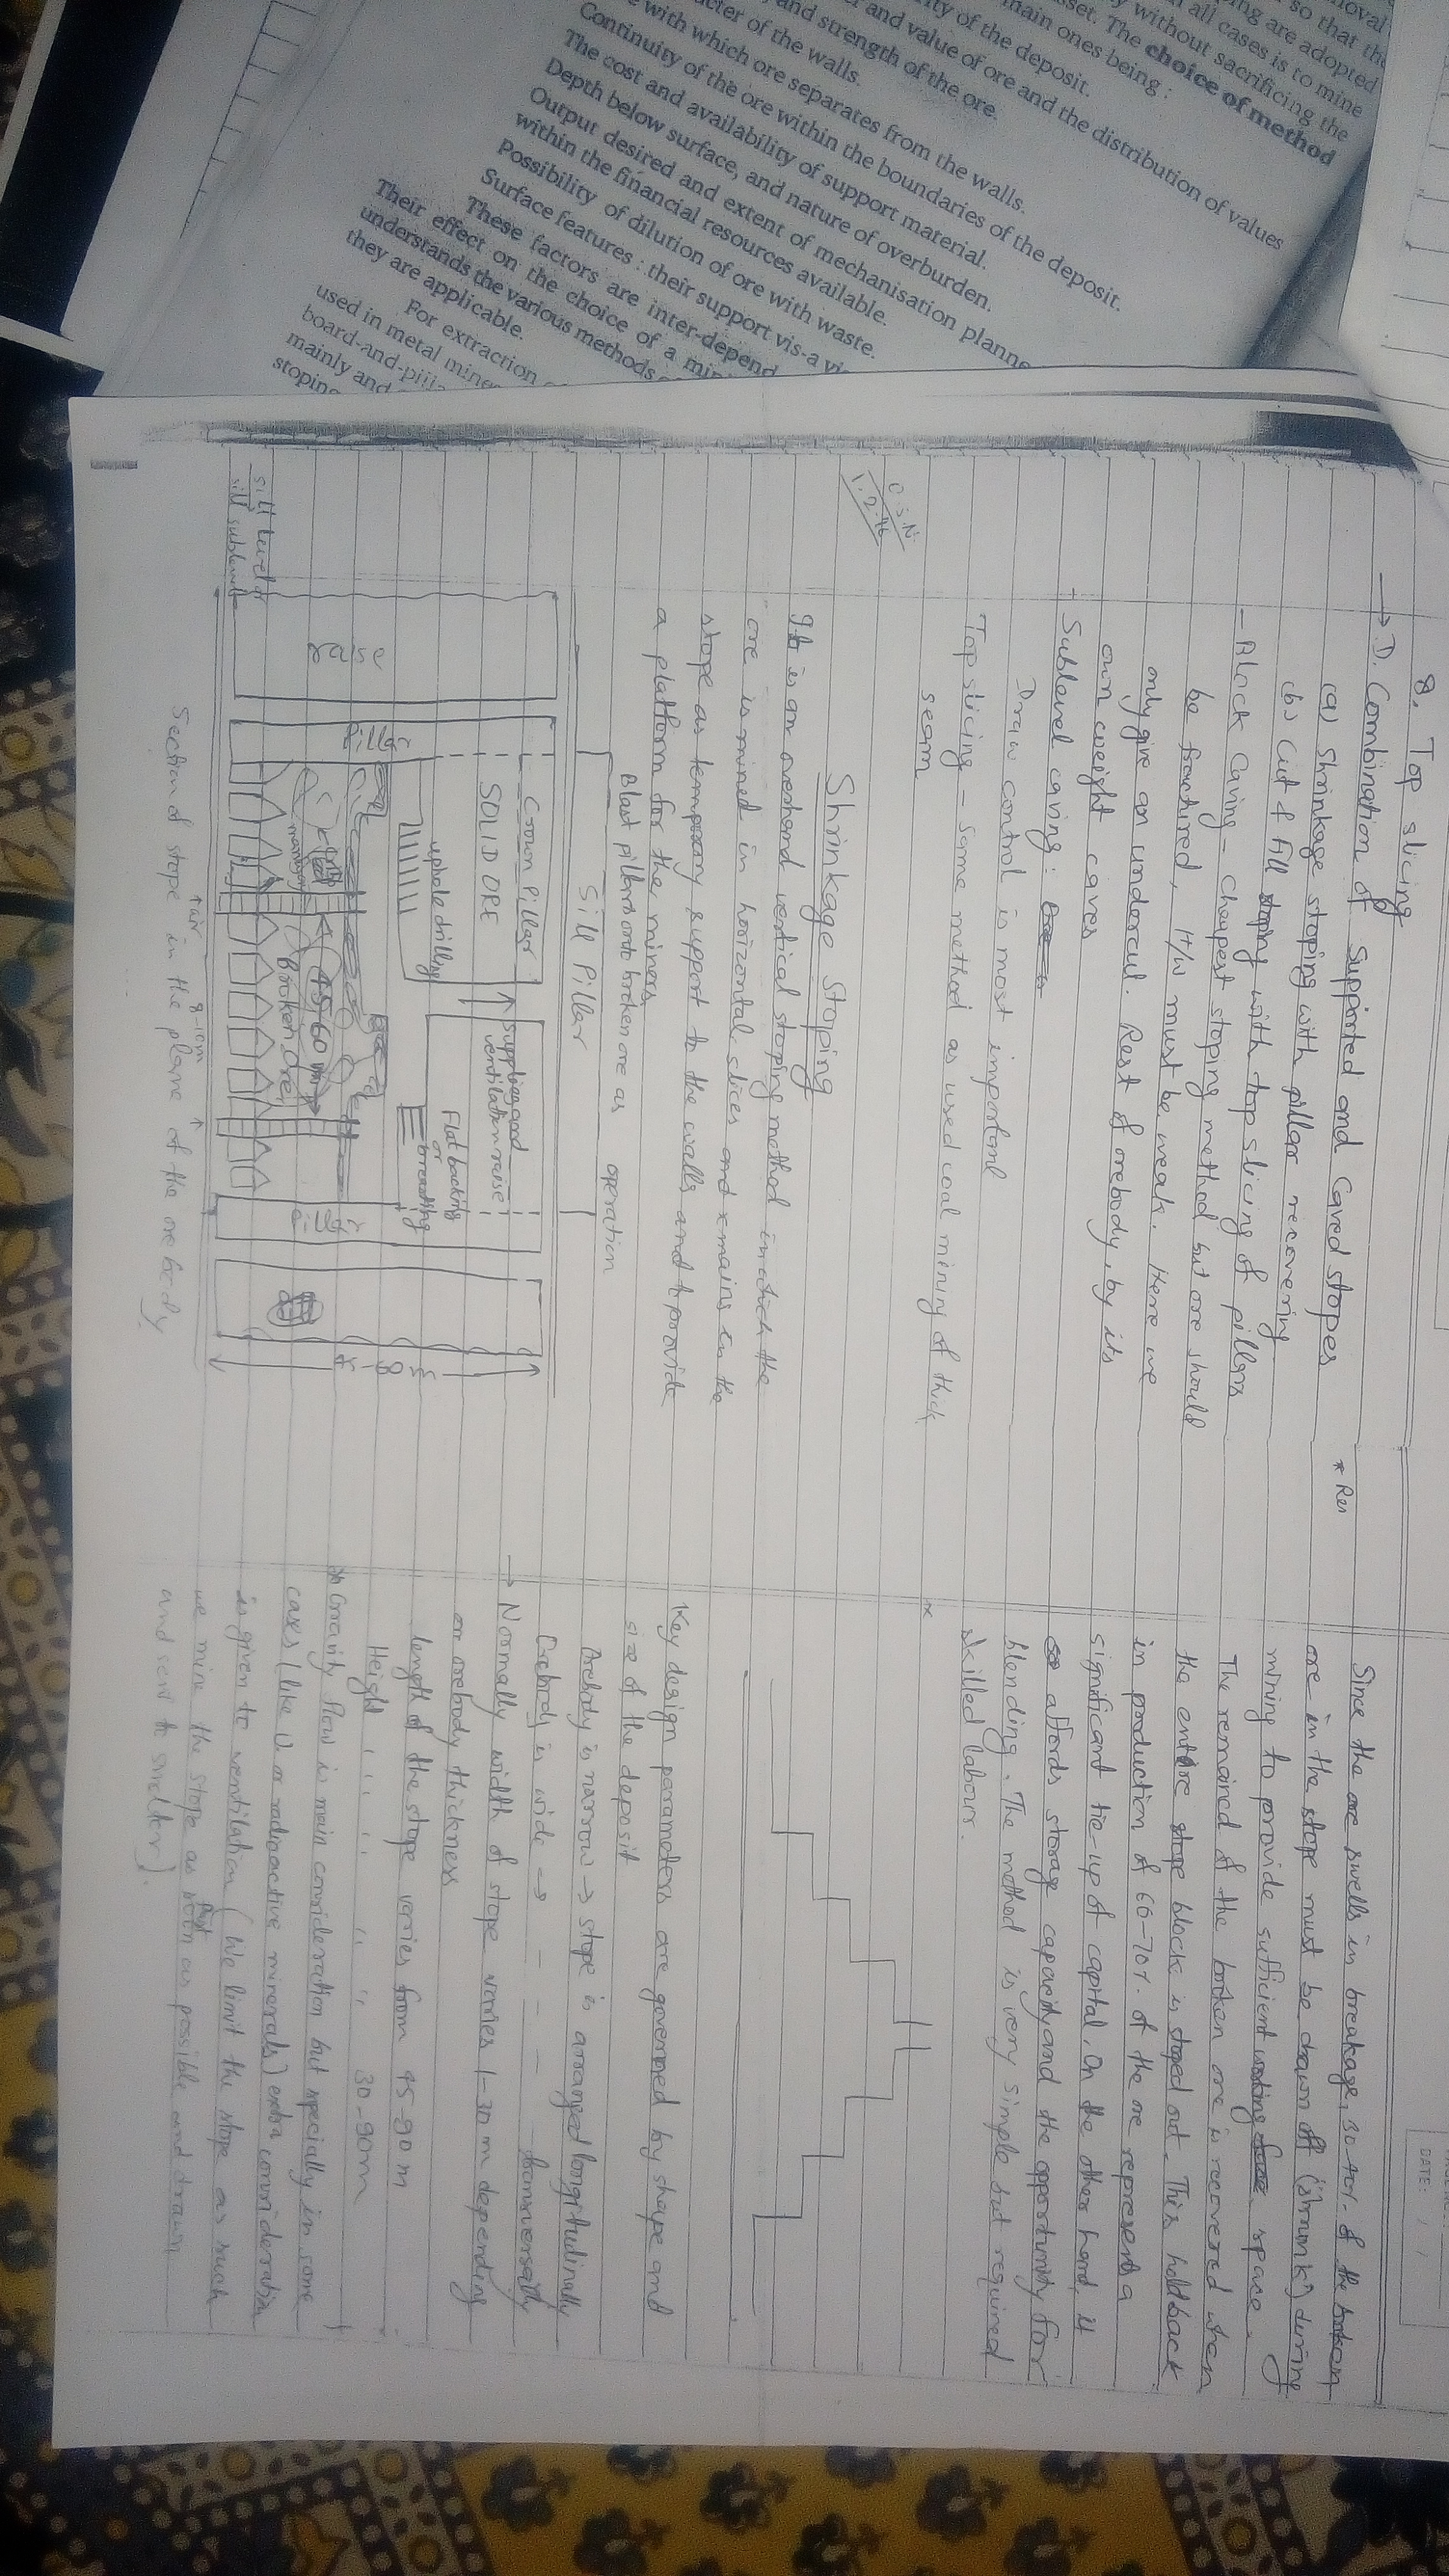 8. Top slicing
→ D. Combination of supported and Caved stopes
(a) Shrinkage stoping with pillar recovering
(b) Cut & Fill stoping with top slicing of pillars
- Block Caving - Cheapest stoping method but ore should
be fractured, H/W must be weak. Here we
only give an undercut. Rest of orebody, by its
own weight caves
- Sublevel caving:
Draw control is most important
Top slicing - Same method as used coal mining of thick
seam
O.S.N.
1.2.96
Shrinkage Stoping
It is an overhand vertical stoping method in which the
ore is mined in horizontal slices and remains in the
stope as temporary support to the walls and to provide
a platform for the miners.
Blast pillars onto broken ore as operation
Sill Pillar
Crown Pillar
SOLID ORE
uphole drilling
supplies and
ventilation raise
Flat backing
or
breasting
raise
Pillar
manway
45-60 m
Broken Ore
Pillar
sill level or
sill sublevel
air
8-10m
Section of stope in the plane of the ore body
* Res
DATE: / /
Since the ore swells in breakage, 30-40%. of the broken
ore in the stope must be drawn off (shrunk) during
mining to provide sufficient working space.
The remained of the broken ore is recovered when
the entire stope block is stoped out. This holdback
in production of 60-70%. of the ore represents a
significant tie-up of capital. On the other hand, it
affords storage capacity and the opportunity for
blending. The method is very simple but required
skilled labour.
Key design parameters are governed by shape and
size of the deposit
Orebody is narrow → stope is arranged longitudinally
Orebody is wide → - - - transversally
→ Normally width of stope varies 1-30 m depending
on orebody thickness
length of the stope varies from 45-90 m
Height ,, ,, ,, ,, 30-90m
Gravity flow is main consideration but specially in some
cases (like U. or radioactive minerals) extra consideration
is given to ventilation (We limit the stope as such
we mine the stope as fast as possible and drawn
and sent to smelter).
so that the
ing are adopted
all cases is to mine
y without sacrificing the
sset. The choice of method
main ones being:
ity of the deposit.
and value of ore and the distribution of values
and strength of the ore.
acter of the walls.
with which ore separates from the walls.
Continuity of the ore within the boundaries of the deposit.
The cost and availability of support material.
Depth below surface, and nature of overburden.
Output desired and extent of mechanisation planne
within the financial resources available.
Possibility of dilution of ore with waste.
Surface features : their support vis-a vi
These factors are inter-depend
Their effect on the choice of a min
understands the various methods
they are applicable.
For extraction
used in metal mine
board-and-pill
mainly and
stopin